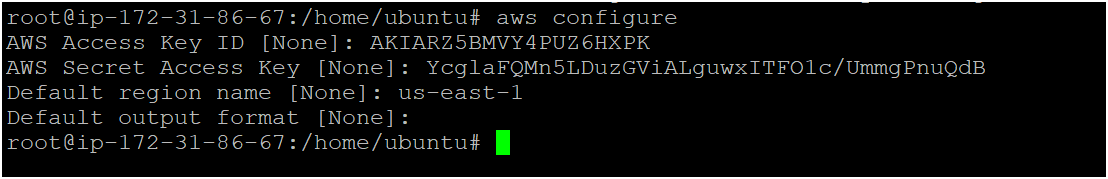 root@ip-172-31-86-67:/home/ubuntu# aws configure
AWS Access Key ID [None]: AKIARZ5BMVY4PUZ6HXPK
AWS Secret Access Key [None]: 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
Default region name [None]: us-east-1
Default output format [None]:
root@ip-172-31-86-67:/home/ubuntu#